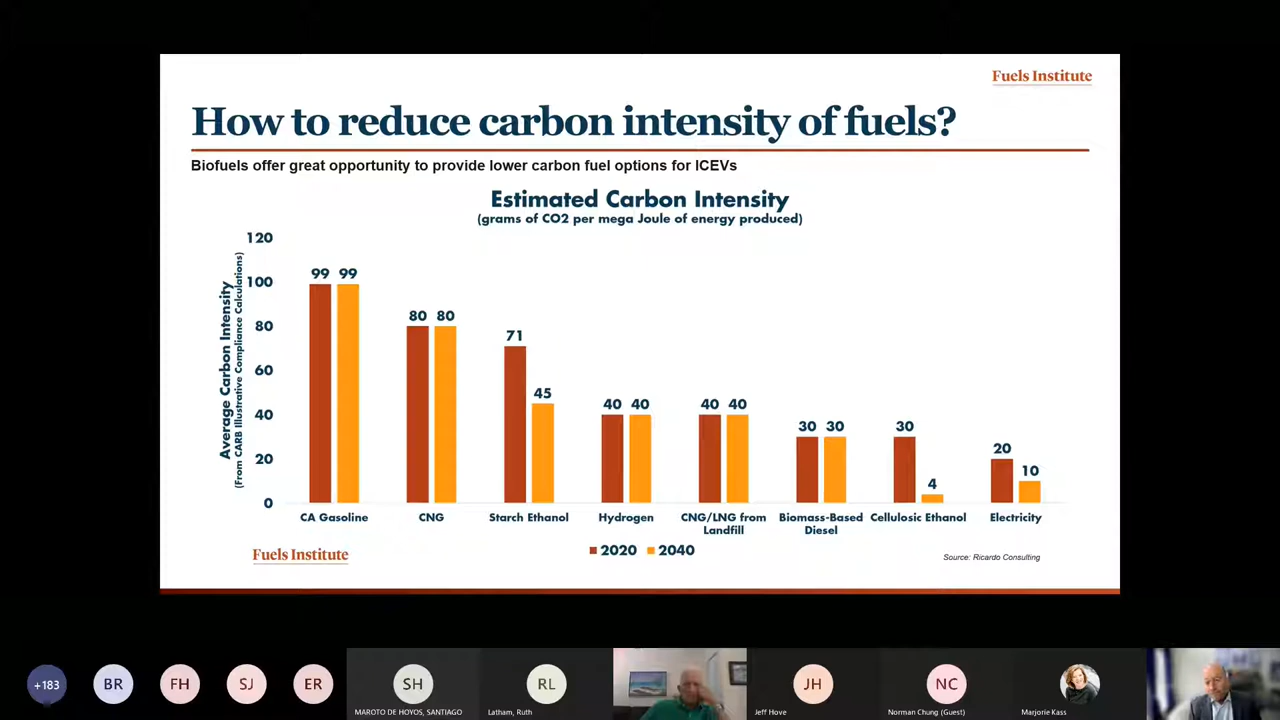 Fuels Institute
How to reduce carbon intensity of fuels?
Biofuels offer great opportunity to provide lower carbon fuel options for ICEVs
Estimated Carbon Intensity
(grams of CO2 per mega Joule of energy produced)
Average Carbon Intensity
(From CARB Illustrative Compliance Calculations)
120
100
80
60
40
20
0
99 99
80 80
71 45
40 40
40 40
30 30
30 4
20 10
CA Gasoline
CNG
Starch Ethanol
Hydrogen
CNG/LNG from
Landfill
Biomass-Based
Diesel
Cellulosic Ethanol
Electricity
2020 2040
Fuels Institute
Source: Ricardo Consulting
+183
BR
FH
SJ
ER
SH
MAROTO DE HOYOS, SANTIAGO
RL
Latham, Ruth
JH
Jeff Hove
NC
Norman Chung (Guest)
Marjorie Kass